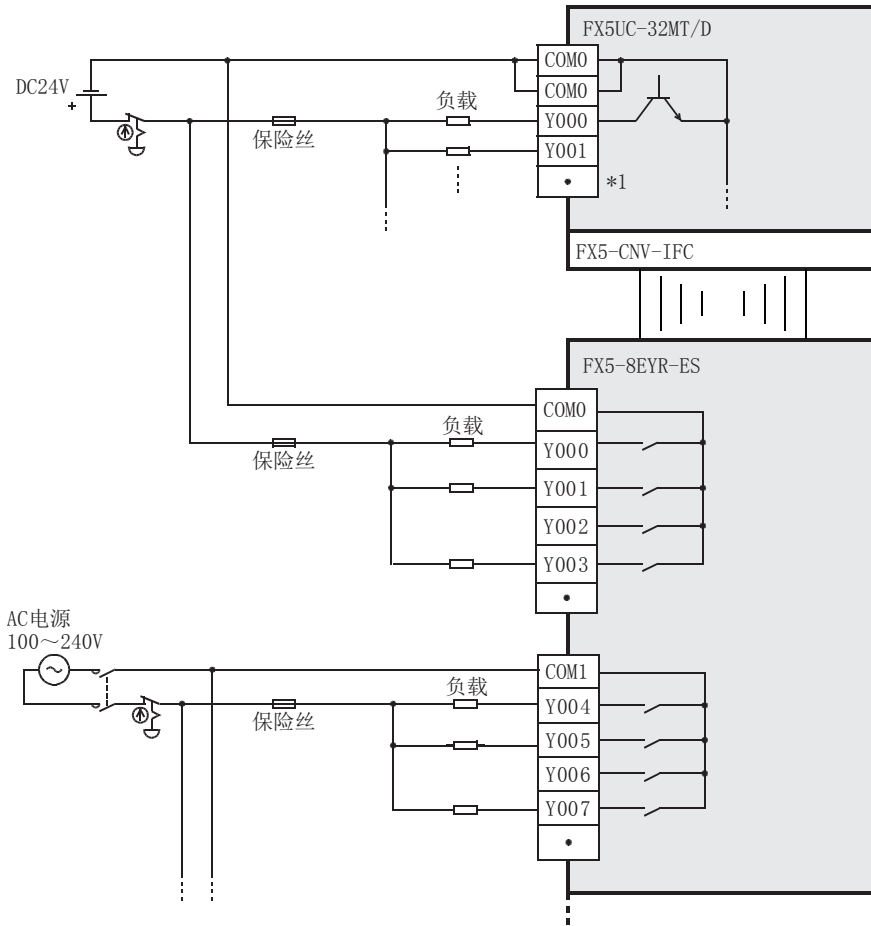 FX5UC-32MT/D
COM0
DC24V
COM0
负载
Y000
保险丝
Y001
*1
FX5-CNV-IFC
FX5-8EYR-ES
COM0
负载
Y000
保险丝
Y001
Y002
Y003
AC电源
100～240V
COM1
负载
Y004
保险丝
Y005
Y006
Y007